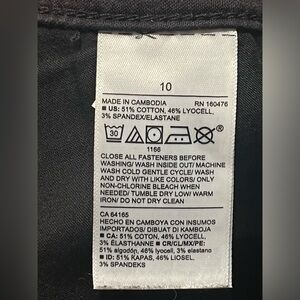 10
MADE IN CAMBODIA RN 160476
■ US: 51% COTTON, 46% LYOCELL,
3% SPANDEX/ELASTANE
30
1166
CLOSE ALL FASTENERS BEFORE
WASHING/ WASH INSIDE OUT/ MACHINE
WASH COLD GENTLE CYCLE/ WASH
AND DRY WITH LIKE COLORS/ ONLY
NON-CHLORINE BLEACH WHEN
NEEDED/ TUMBLE DRY LOW/ WARM
IRON/ DO NOT DRY CLEAN
CA 64165
HECHO EN CAMBOYA CON INSUMOS
IMPORTADOS/ DIBUAT DI KAMBOJA
■ CA: 51% COTON, 46% LYOCELL,
3% ÉLASTHANNE ■ CR/CL/MX/PE:
51% algodón, 46% lyocell, 3% elastano
■ ID: 51% KAPAS, 46% LIOSEL,
3% SPANDEKS